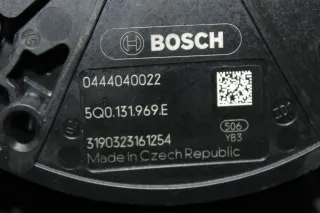 BOSCH
0444040022
5Q0.131.969.E
506
YB3
3190323161254
Made in Czech Republic